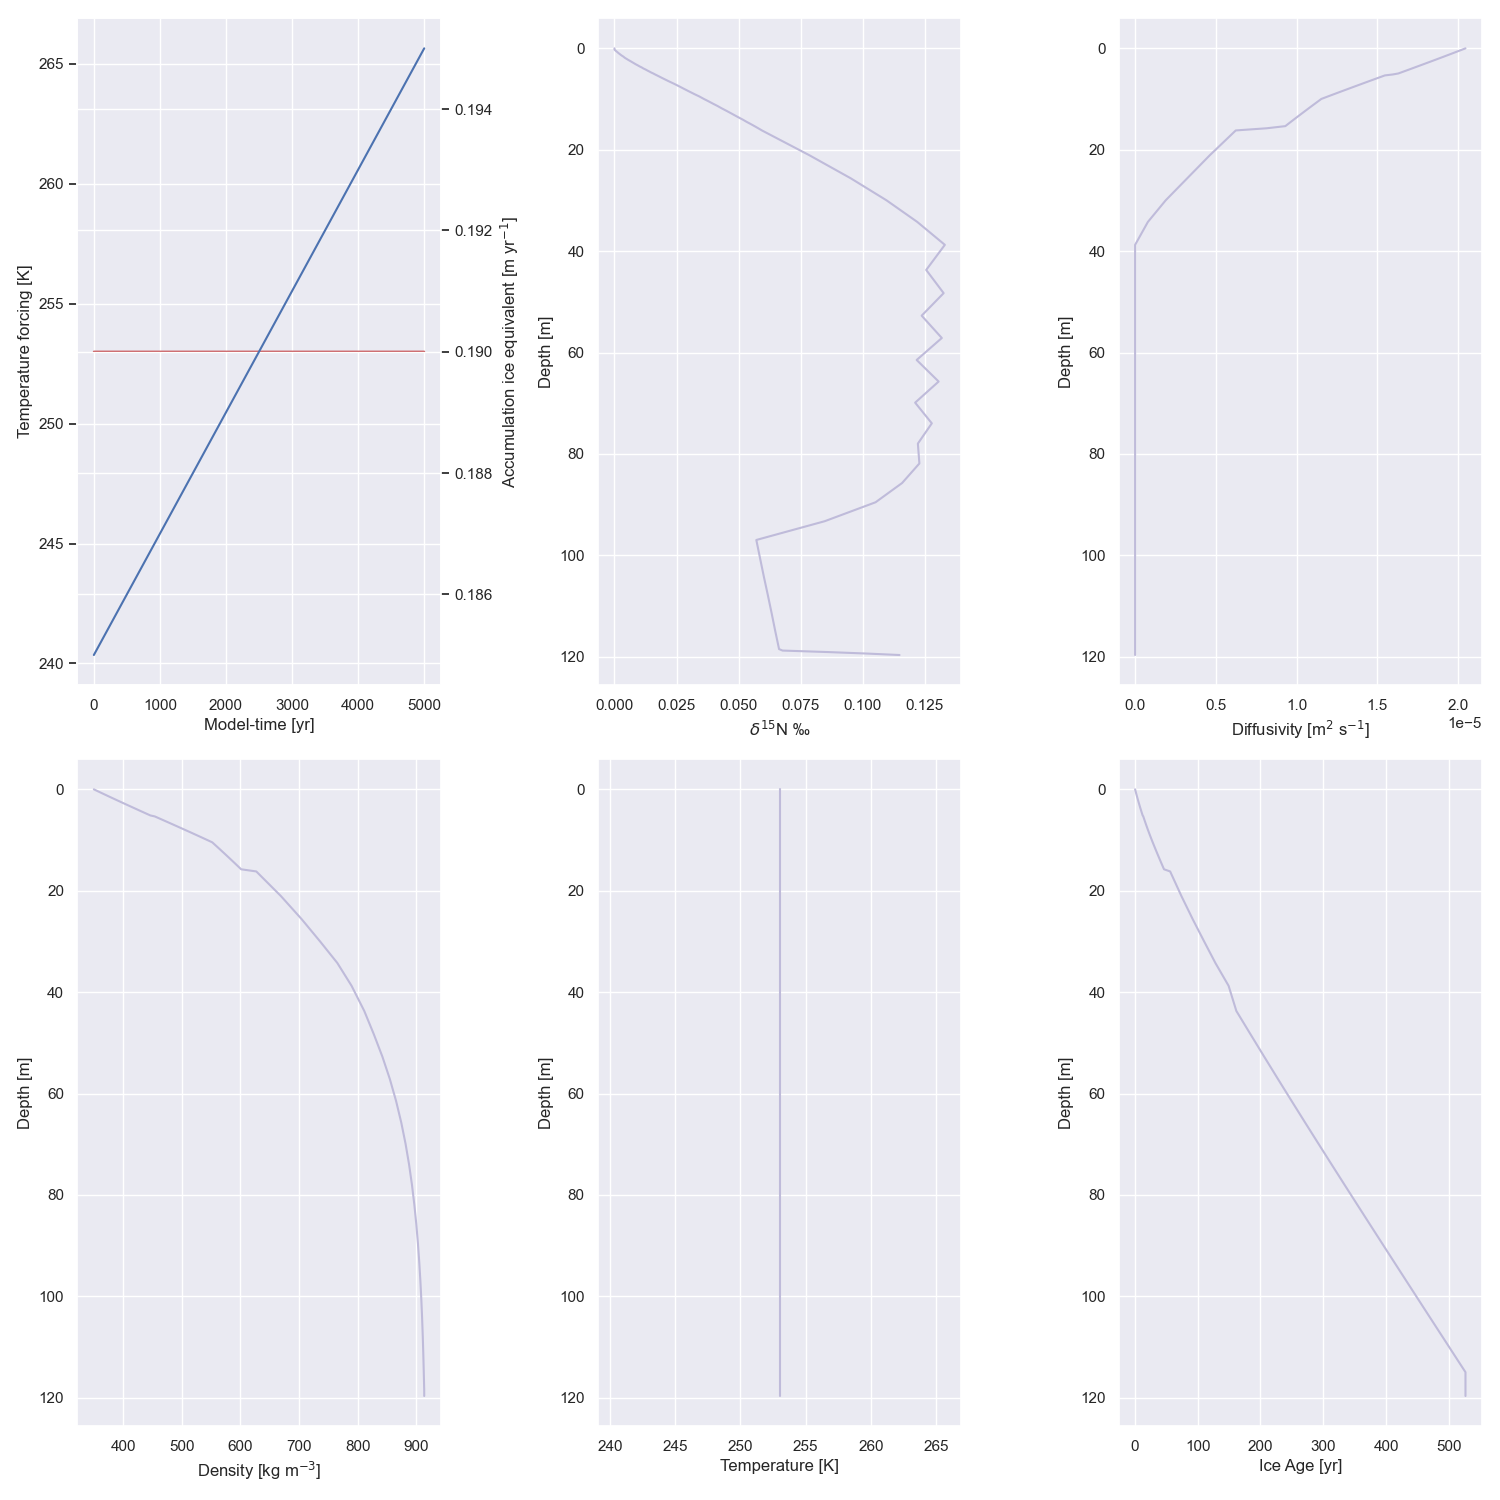 265
260
255
250
245
240
Temperature forcing [K]
0.194
0.192
0.190
0.188
0.186
Accumulation ice equivalent [m yr⁻¹]
0 1000 2000 3000 4000 5000
Model-time [yr]
0
20
40
60
80
100
120
Depth [m]
0.000 0.025 0.050 0.075 0.100 0.125
δ¹⁵N ‰
0
20
40
60
80
100
120
Depth [m]
0.0 0.5 1.0 1.5 2.0
1e−5
Diffusivity [m² s⁻¹]
0
20
40
60
80
100
120
Depth [m]
400 500 600 700 800 900
Density [kg m⁻³]
0
20
40
60
80
100
120
Depth [m]
240 245 250 255 260 265
Temperature [K]
0
20
40
60
80
100
120
Depth [m]
0 100 200 300 400 500
Ice Age [yr]